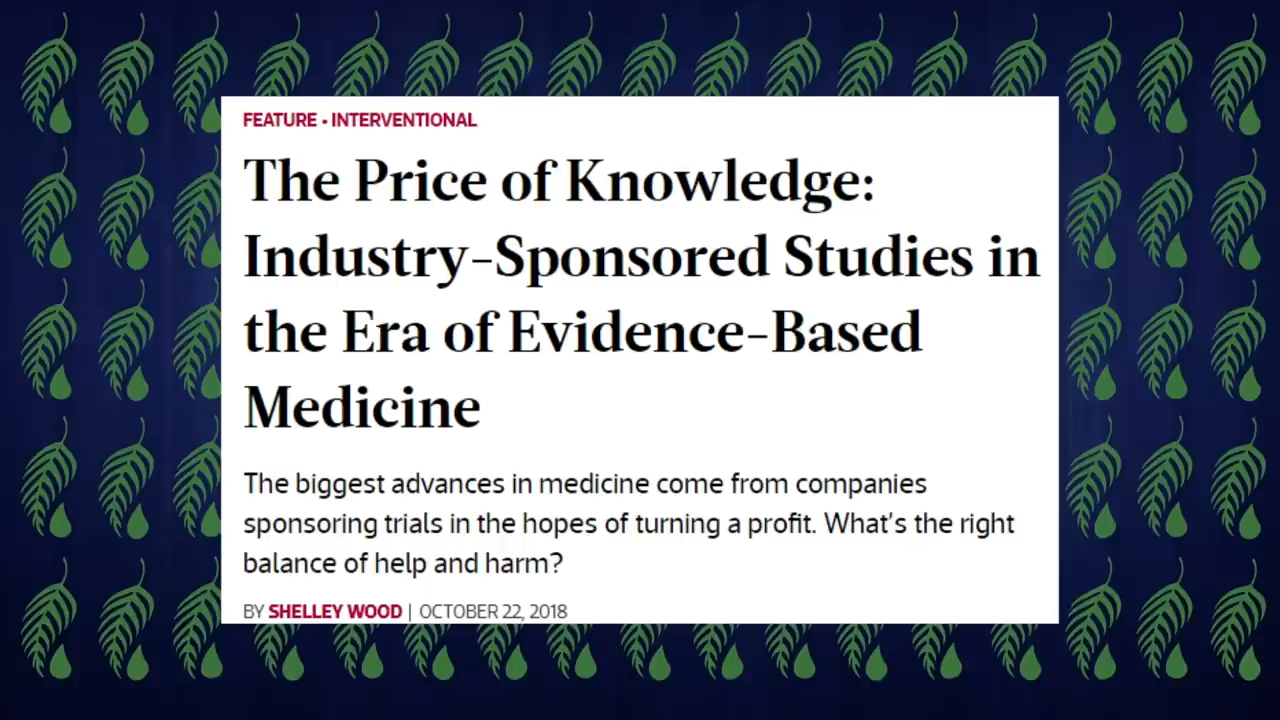 FEATURE • INTERVENTIONAL
The Price of Knowledge:
Industry-Sponsored Studies in
the Era of Evidence-Based
Medicine
The biggest advances in medicine come from companies
sponsoring trials in the hopes of turning a profit. What's the right
balance of help and harm?
BY SHELLEY WOOD | OCTOBER 22, 2018